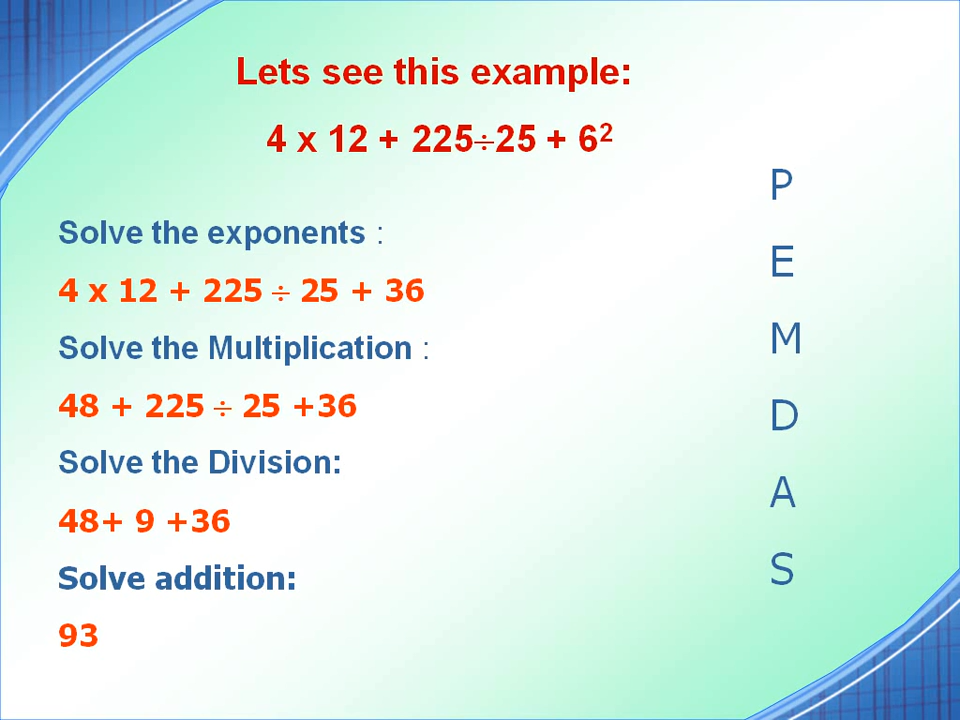 Lets see this example:
4 x 12 + 225÷25 + 6²
Solve the exponents :
4 x 12 + 225 ÷ 25 + 36
Solve the Multiplication :
48 + 225 ÷ 25 +36
Solve the Division:
48+ 9 +36
Solve addition:
93
P
E
M
D
A
S